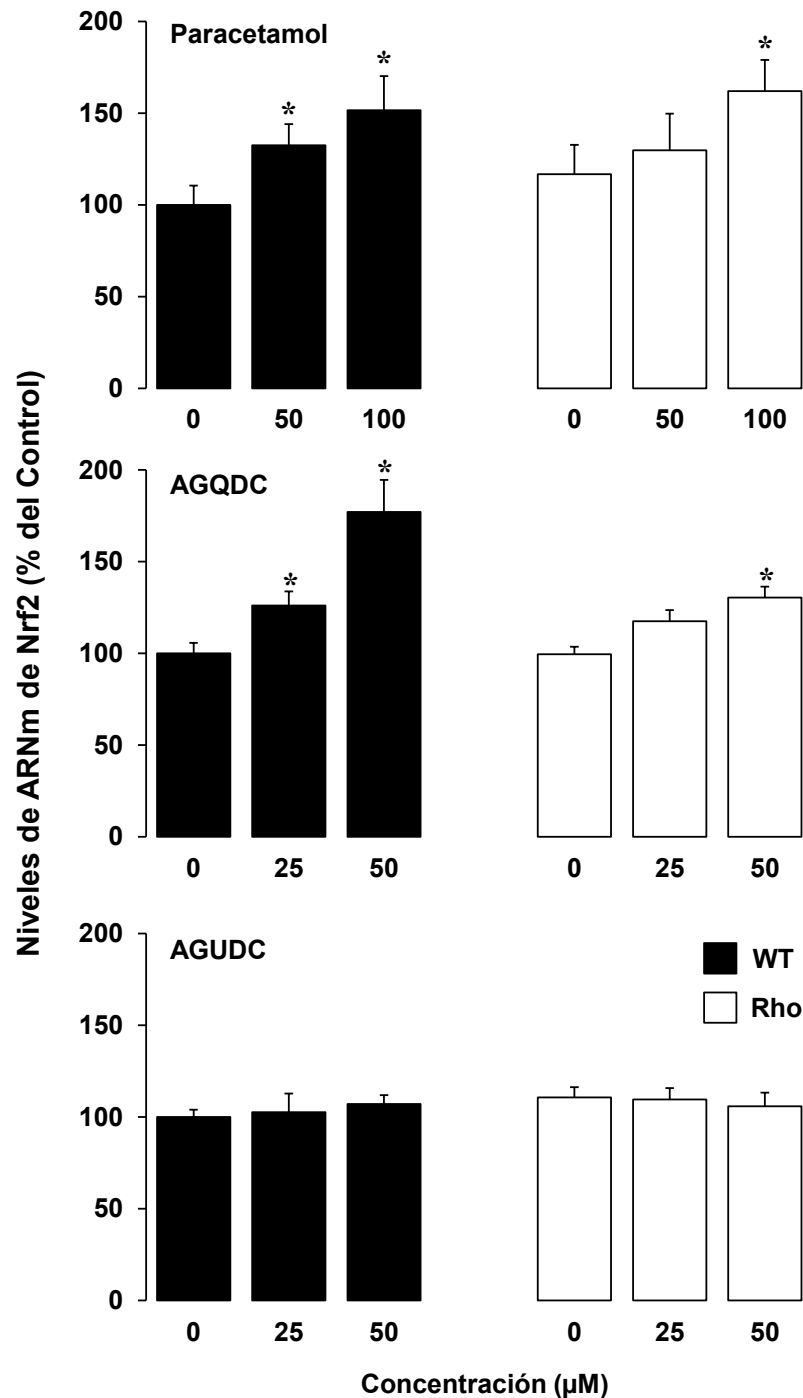 Niveles de ARNm de Nrf2 (% del Control)
Paracetamol
200
150
100
50
0
* * *
0 50 100 0 50 100
AGQDC
200
150
100
50
0
* * *
0 25 50 0 25 50
AGUDC
200
150
100
50
0
WT
Rho
0 25 50 0 25 50
Concentración (µM)